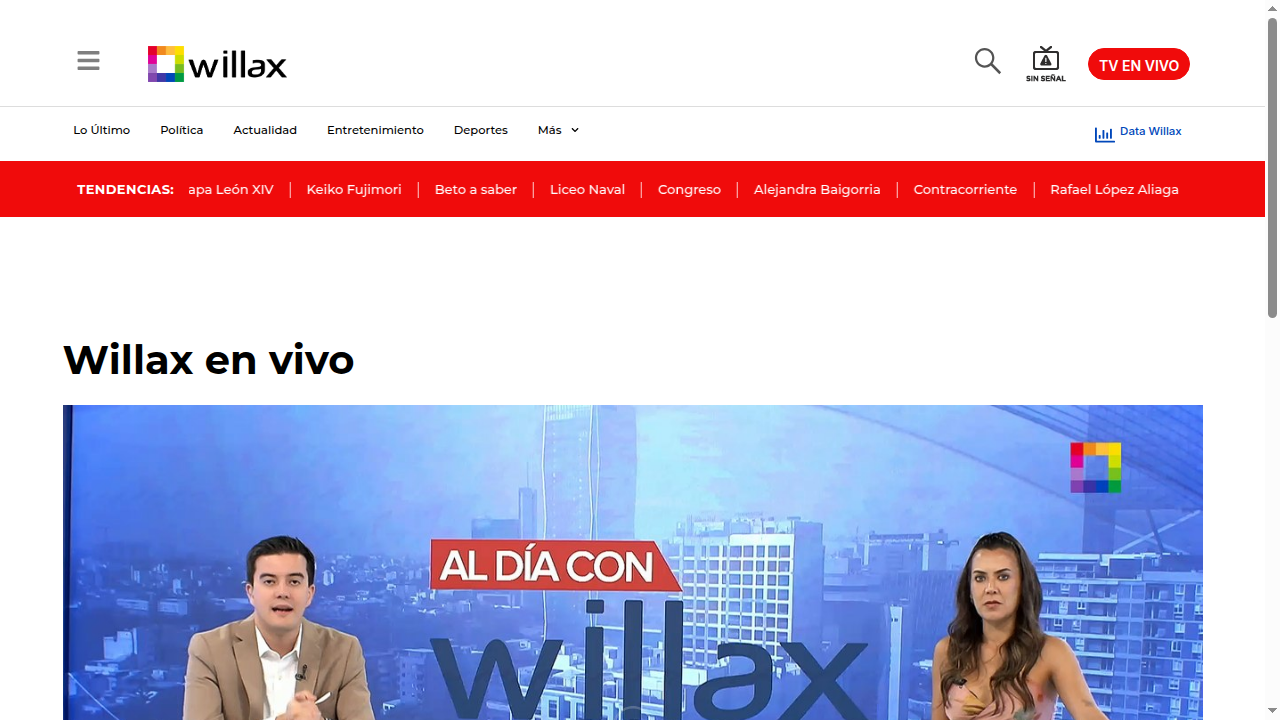 willax
SIN SEÑAL
TV EN VIVO
Lo Último Política Actualidad Entretenimiento Deportes Más
Data Willax
TENDENCIAS: apa León XIV | Keiko Fujimori | Beto a saber | Liceo Naval | Congreso | Alejandra Baigorria | Contracorriente | Rafael López Aliaga
Willax en vivo
AL DÍA CON
willax